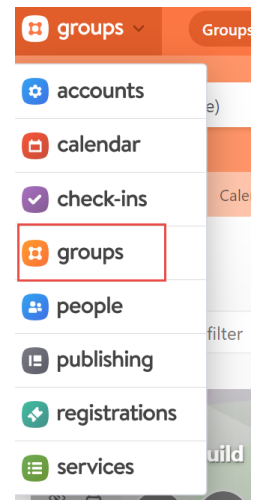 groups Groups
accounts
e)
calendar
check-ins Cale
groups
people
filter
publishing
registrations
uild
services